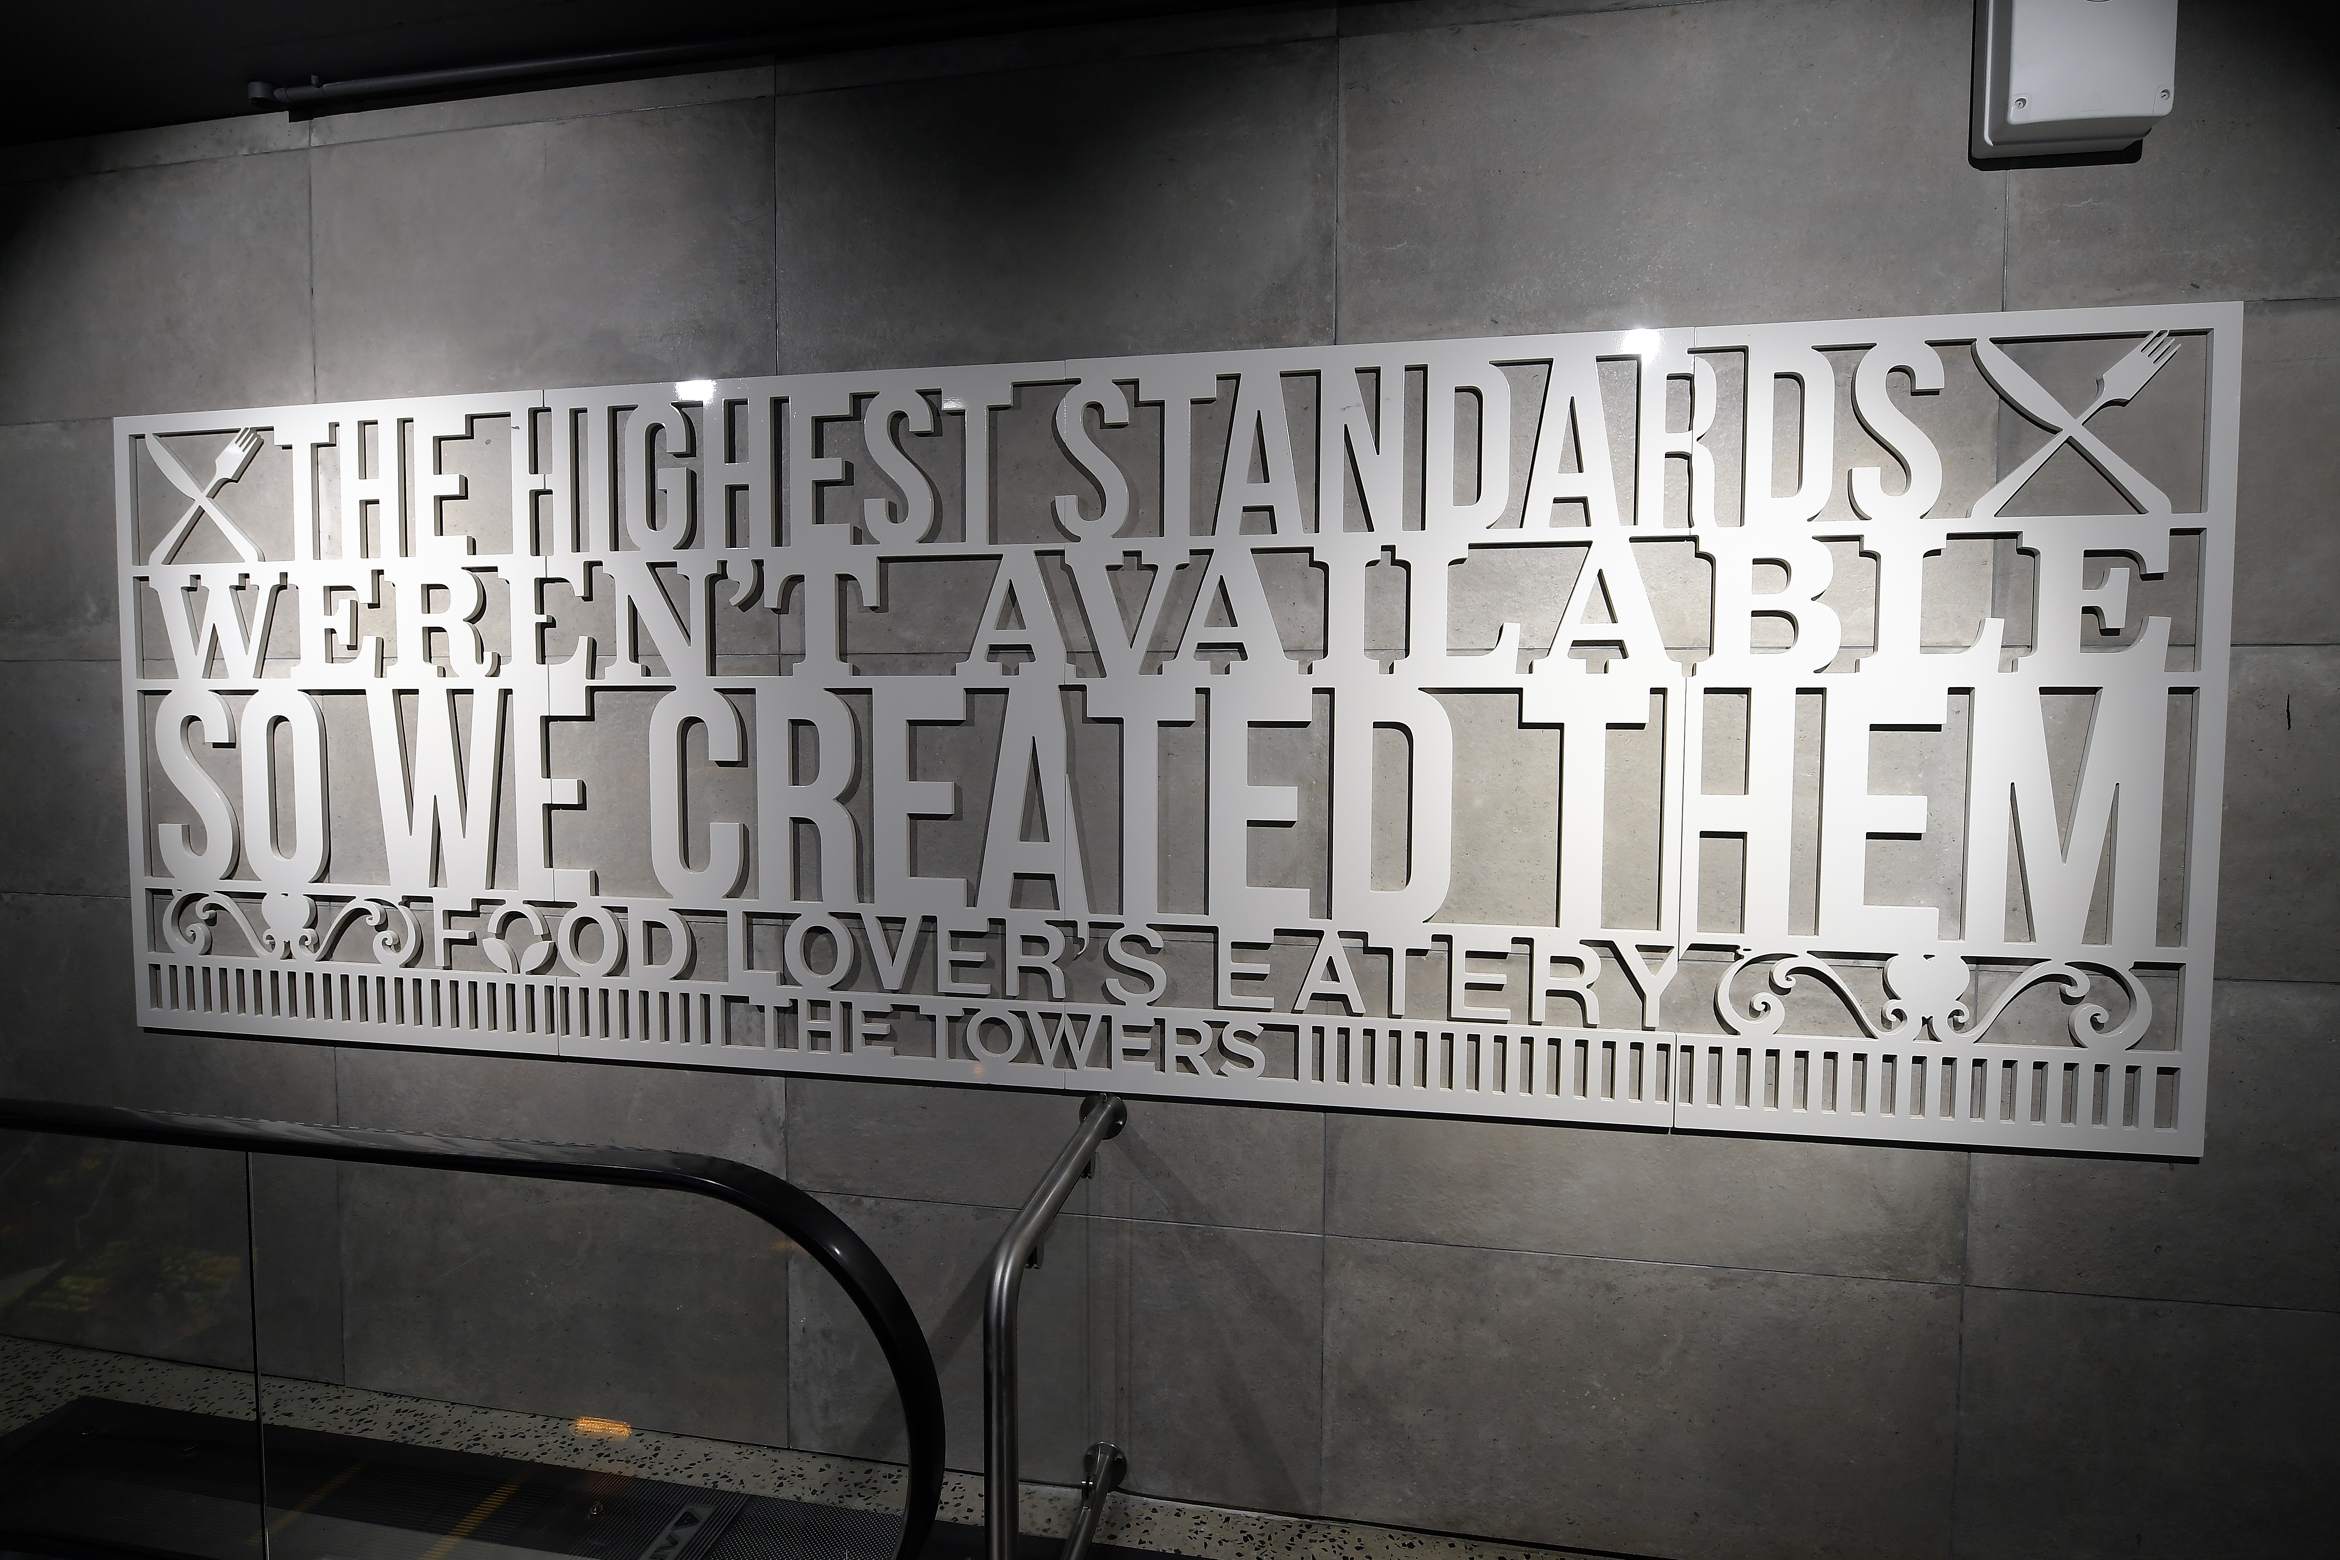 THE HIGHEST STANDARDS
WEREN'T AVAILABLE
SO WE CREATED THEM
FOOD LOVER'S EATERY
THE TOWERS